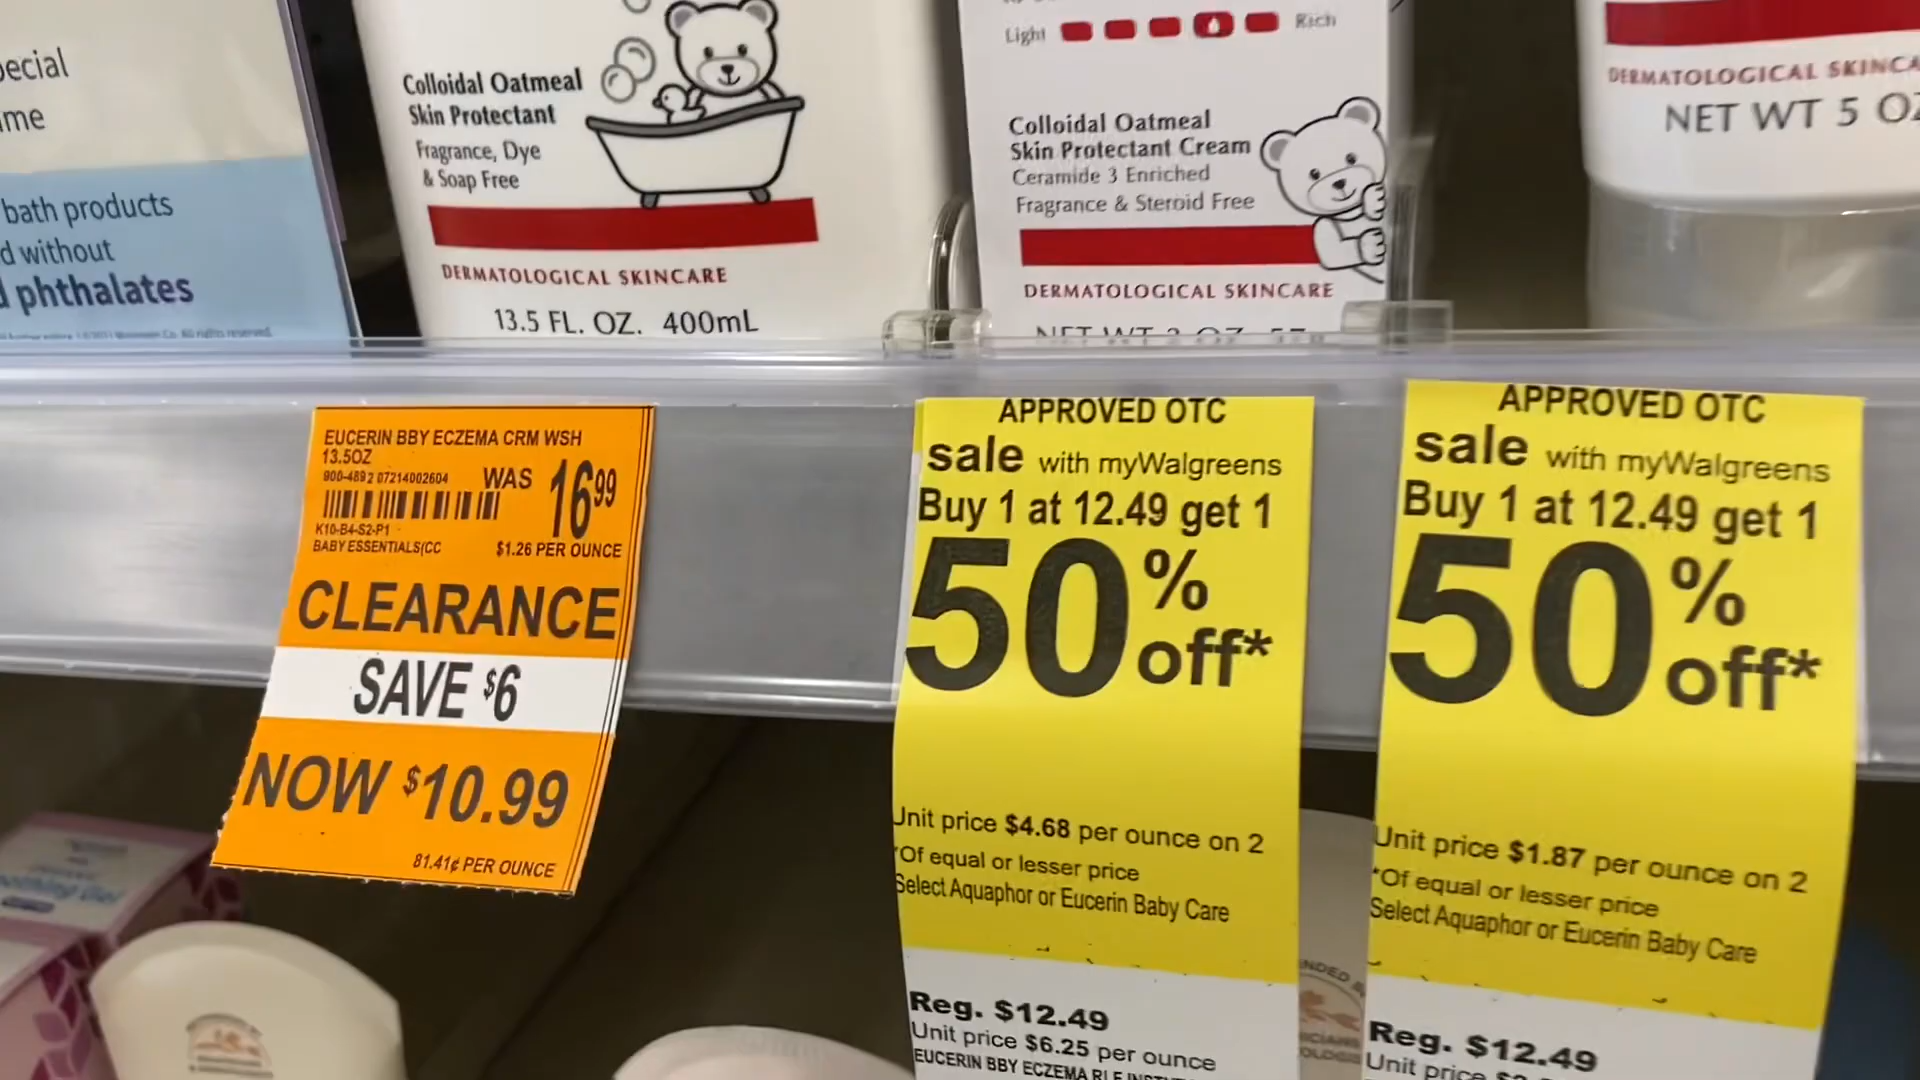 ecial
me
bath products
d without
phthalates
Colloidal Oatmeal
Skin Protectant
Fragrance, Dye
& Soap Free
DERMATOLOGICAL SKINCARE
13.5 FL. OZ. 400mL
Light Rich
Colloidal Oatmeal
Skin Protectant Cream
Ceramide 3 Enriched
Fragrance & Steroid Free
DERMATOLOGICAL SKINCARE
DERMATOLOGICAL SKINCA
NET WT 5 OZ
EUCERIN BBY ECZEMA CRM WSH
13.5OZ
900-4892 07214002604
WAS 16.99
K10-B4-S2-P1
BABY ESSENTIALS(CC
$1.26 PER OUNCE
CLEARANCE
SAVE $6
NOW $10.99
81.41¢ PER OUNCE
APPROVED OTC
sale with myWalgreens
Buy 1 at 12.49 get 1
50% off*
Unit price $4.68 per ounce on 2
*Of equal or lesser price
Select Aquaphor or Eucerin Baby Care
Reg. $12.49
Unit price $6.25 per ounce
EUCERIN BBY ECZEMA RLF
APPROVED OTC
sale with myWalgreens
Buy 1 at 12.49 get 1
50% off*
Unit price $1.87 per ounce on 2
*Of equal or lesser price
Select Aquaphor or Eucerin Baby Care
Reg. $12.49
Unit price